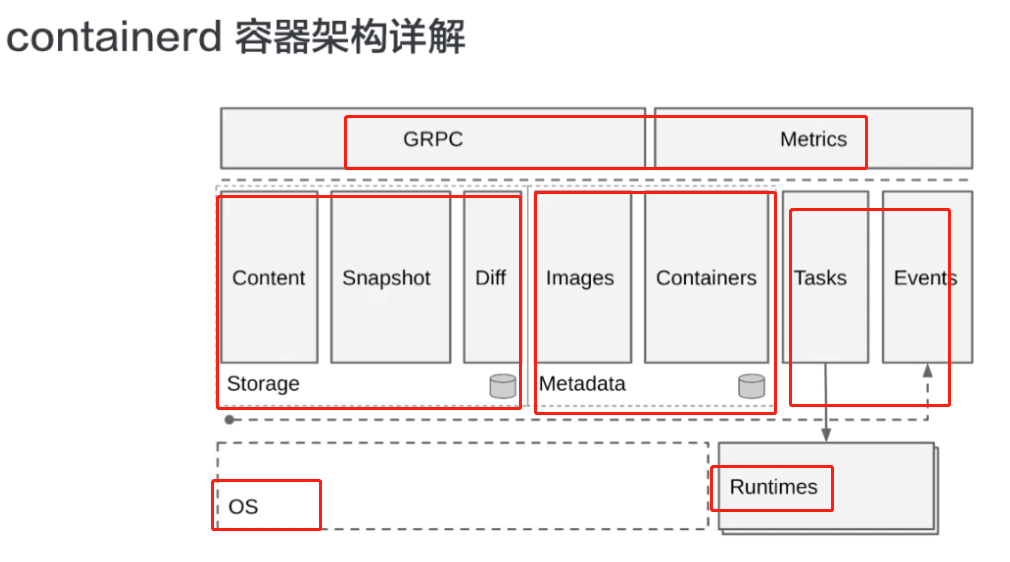 containerd 容器架构详解
GRPC
Metrics
Content
Snapshot
Diff
Images
Containers
Tasks
Events
Storage
Metadata
OS
Runtimes